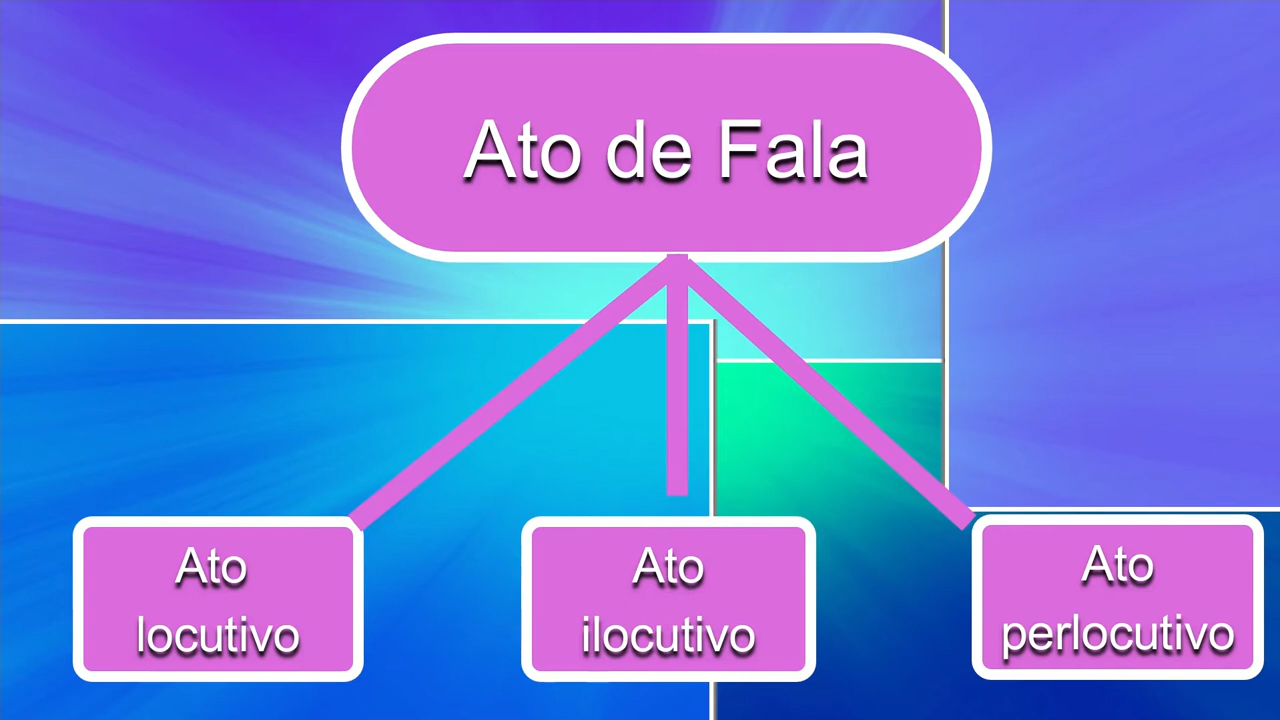 Ato de Fala
Ato
locutivo
Ato
ilocutivo
Ato
perlocutivo